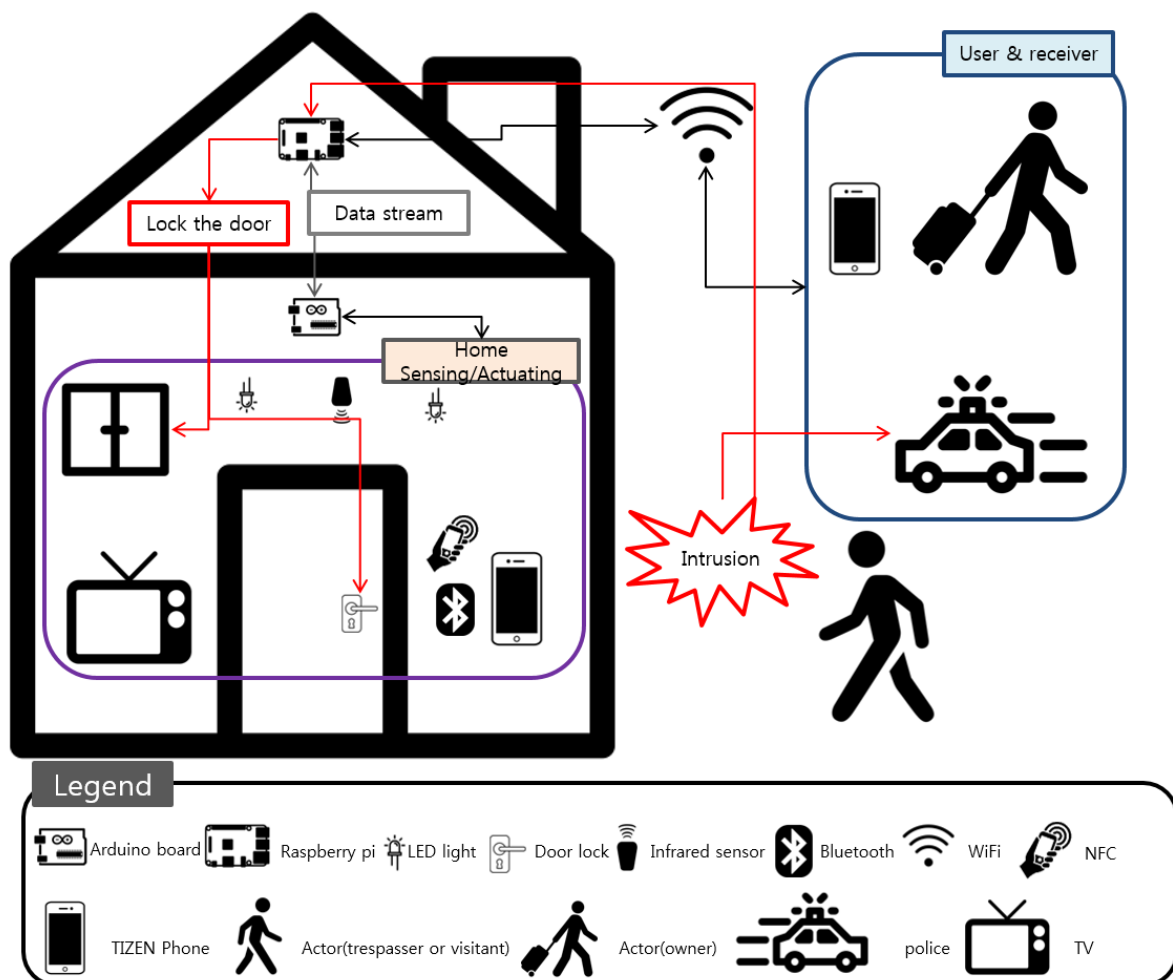 User & receiver
Lock the door
Data stream
Home
Sensing/Actuating
Intrusion
Legend
Arduino board
Raspberry pi
LED light
Door lock
Infrared sensor
Bluetooth
WiFi
NFC
TIZEN Phone
Actor(trespasser or visitant)
Actor(owner)
police
TV